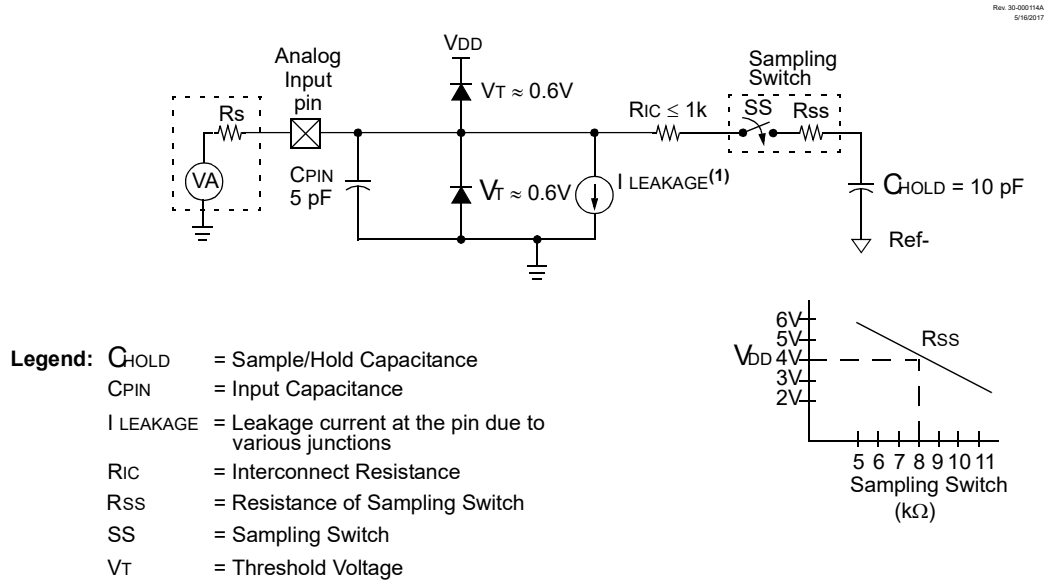 Rev. 30-000114A
5/16/2017
VDD
Sampling
Switch
Analog
Input
pin
VT ≈ 0.6V
Rs
RIC ≤ 1k
SS
Rss
VA
CPIN
5 pF
VT ≈ 0.6V
I LEAKAGE(1)
CHOLD = 10 pF
Ref-
6V
5V
VDD 4V
3V
2V
Rss
5 6 7 8 9 10 11
Sampling Switch
(kΩ)
Legend: CHOLD = Sample/Hold Capacitance
CPIN = Input Capacitance
I LEAKAGE = Leakage current at the pin due to
various junctions
RIC = Interconnect Resistance
RSS = Resistance of Sampling Switch
SS = Sampling Switch
VT = Threshold Voltage